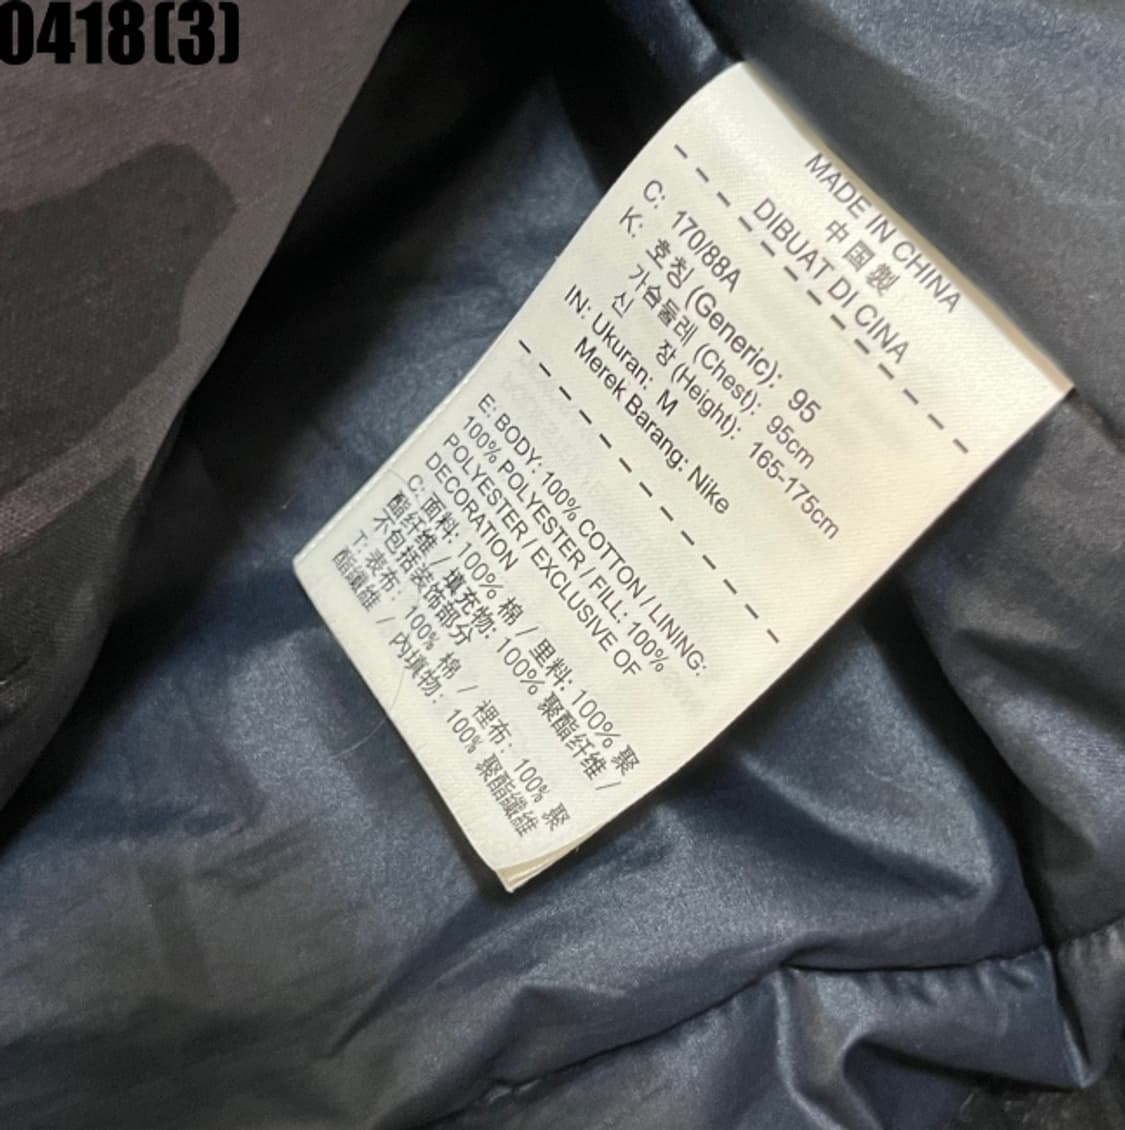 0418(3)
MADE IN CHINA
中国製
DIBUAT DI CINA
C: 170/88A
K: 호칭 (Generic): 95
가슴둘레 (Chest): 95cm
신 장 (Height): 165-175cm
IN: Ukuran: M
Merek Barang: Nike
E: BODY: 100% COTTON / LINING:
100% POLYESTER / FILL: 100%
POLYESTER / EXCLUSIVE OF
DECORATION
C: 面料: 100% 棉 / 里料: 100% 聚
酯纤维 / 填充物: 100% 聚酯纤维 /
不包括装饰部分
T: 表布: 100% 棉 / 裡布: 100% 聚
酯纖維 / 內填物: 100% 聚酯纖維